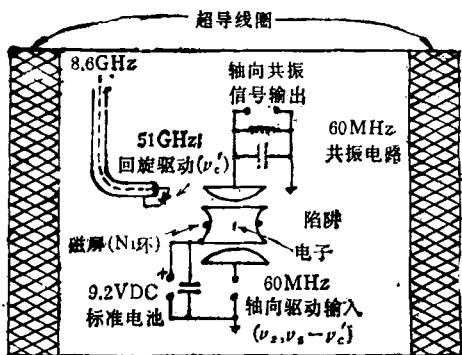 超导线圈
8.6GHz
轴向共振
信号输出
51GHz
回旋驱动(ν′c)
60MHz
共振电路
陷阱
磁屏(Ni环)
电子
9.2VDC
标准电池
60MHz
轴向驱动输入
(νz,νs−ν′c)